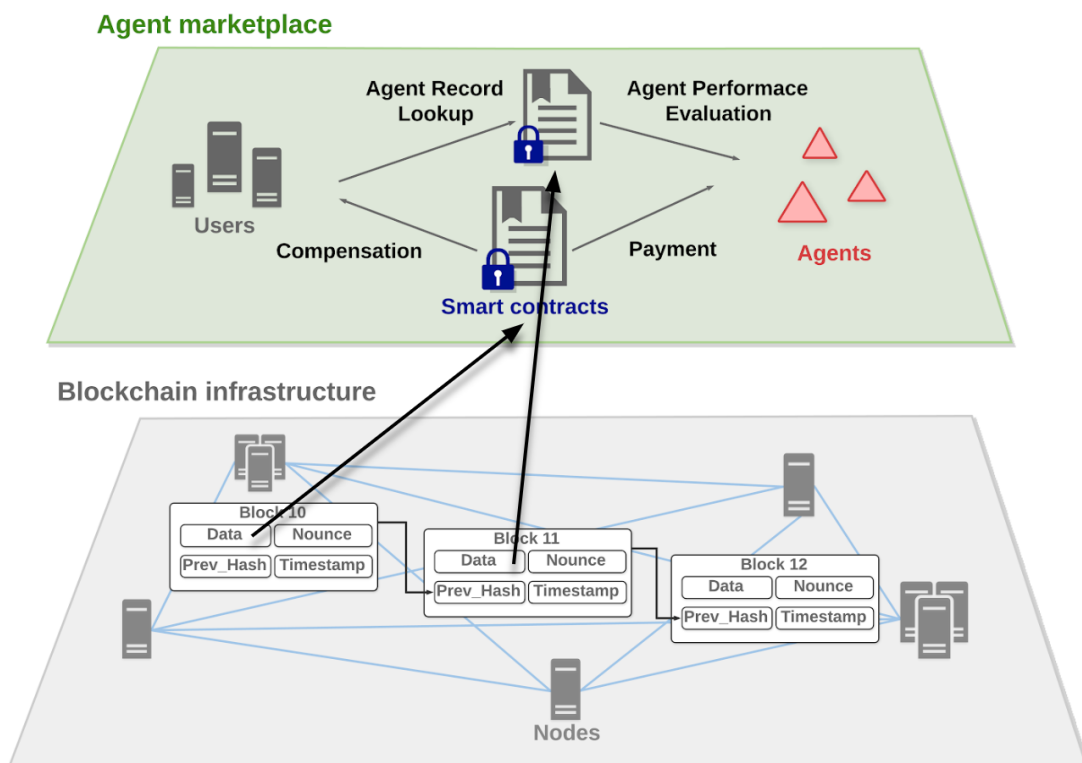 Agent marketplace
Agent Record
Lookup
Agent Performace
Evaluation
Users
Compensation
Payment
Agents
Smart contracts
Blockchain infrastructure
Block 10
Data
Nounce
Prev_Hash
Timestamp
Block 11
Data
Nounce
Prev_Hash
Timestamp
Block 12
Data
Nounce
Prev_Hash
Timestamp
Nodes